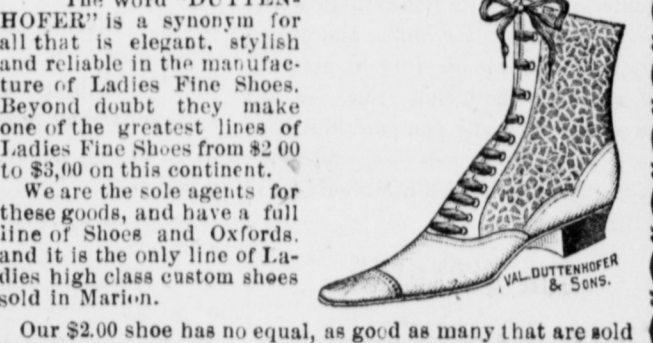 The word "DUTTEN-
HOFER" is a synonym for
all that is elegant, stylish
and reliable in the manufac-
ture of Ladies Fine Shoes.
Beyond doubt they make
one of the greatest lines of
Ladies Fine Shoes from $2 00
to $3,00 on this continent.
We are the sole agents for
these goods, and have a full
line of Shoes and Oxfords.
and it is the only line of La-
dies high class custom shoes
sold in Marion.
VAL. DUTTENHOFER
& SONS.
Our $2.00 shoe has no equal, as good as many that are sold